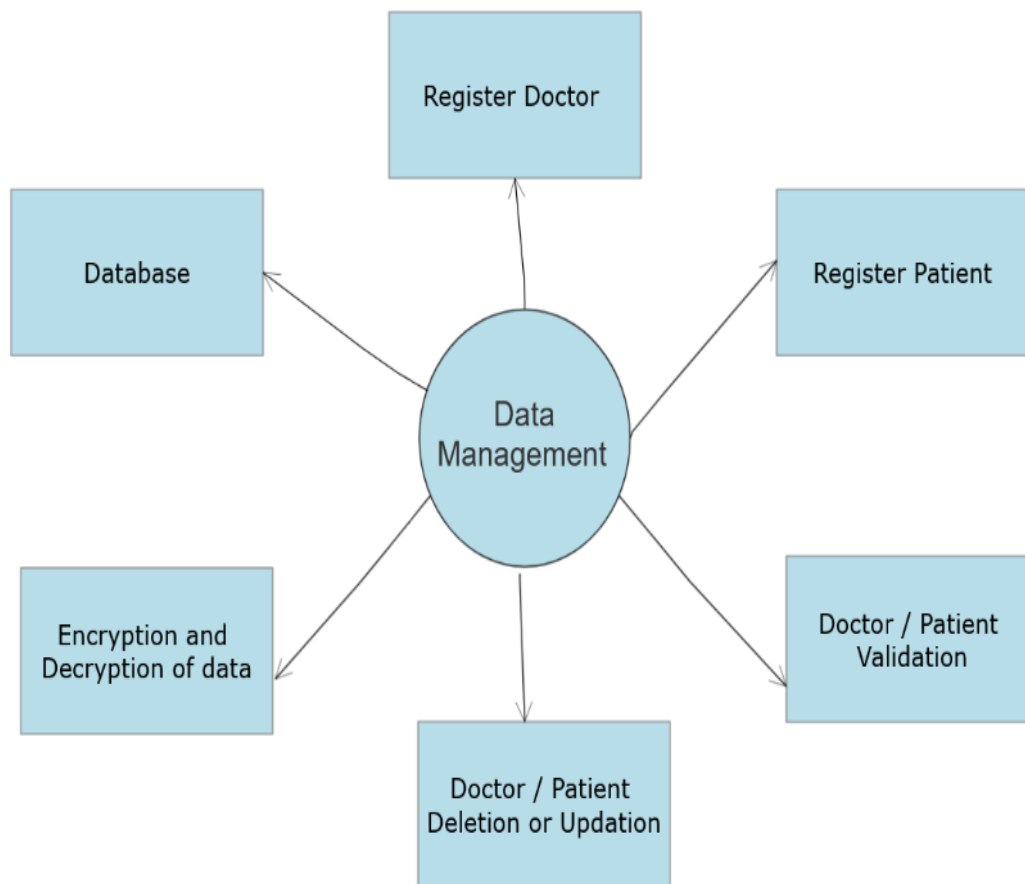 Register Doctor
Database
Register Patient
Data
Management
Encryption and
Decryption of data
Doctor / Patient
Validation
Doctor / Patient
Deletion or Updation